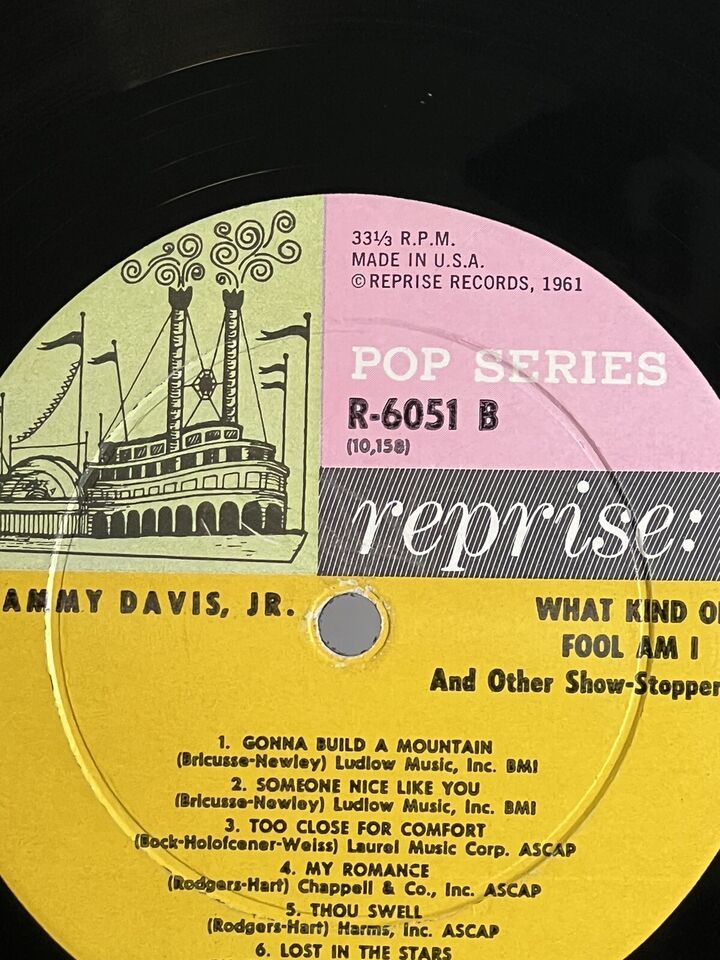 33⅓ R.P.M.
MADE IN U.S.A.
© REPRISE RECORDS, 1961
POP SERIES
R-6051 B
(10,158)
reprise:
AMMY DAVIS, JR.
WHAT KIND O
FOOL AM I
And Other Show-Stopper
1. GONNA BUILD A MOUNTAIN
(Bricusse-Newley) Ludlow Music, Inc. BMI
2. SOMEONE NICE LIKE YOU
(Bricusse-Newley) Ludlow Music, Inc. BMI
3. TOO CLOSE FOR COMFORT
(Bock-Holofcener-Weiss) Laurel Music Corp. ASCAP
4. MY ROMANCE
(Rodgers-Hart) Chappell & Co., Inc. ASCAP
5. THOU SWELL
(Rodgers-Hart) Harms, Inc. ASCAP
6. LOST IN THE STARS